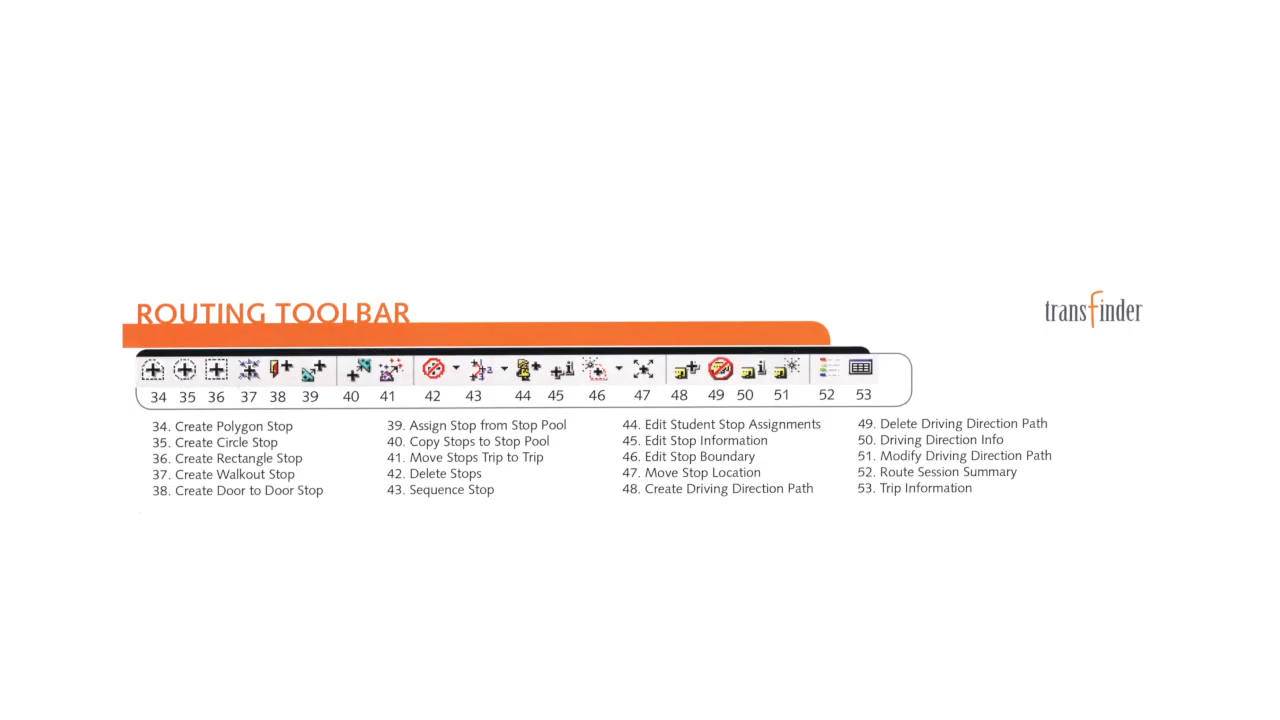 ROUTING TOOLBAR
transfinder
34 35 36 37 38 39 40 41 42 43 44 45 46 47 48 49 50 51 52 53
34. Create Polygon Stop
35. Create Circle Stop
36. Create Rectangle Stop
37. Create Walkout Stop
38. Create Door to Door Stop
39. Assign Stop from Stop Pool
40. Copy Stops to Stop Pool
41. Move Stops Trip to Trip
42. Delete Stops
43. Sequence Stop
44. Edit Student Stop Assignments
45. Edit Stop Information
46. Edit Stop Boundary
47. Move Stop Location
48. Create Driving Direction Path
49. Delete Driving Direction Path
50. Driving Direction Info
51. Modify Driving Direction Path
52. Route Session Summary
53. Trip Information